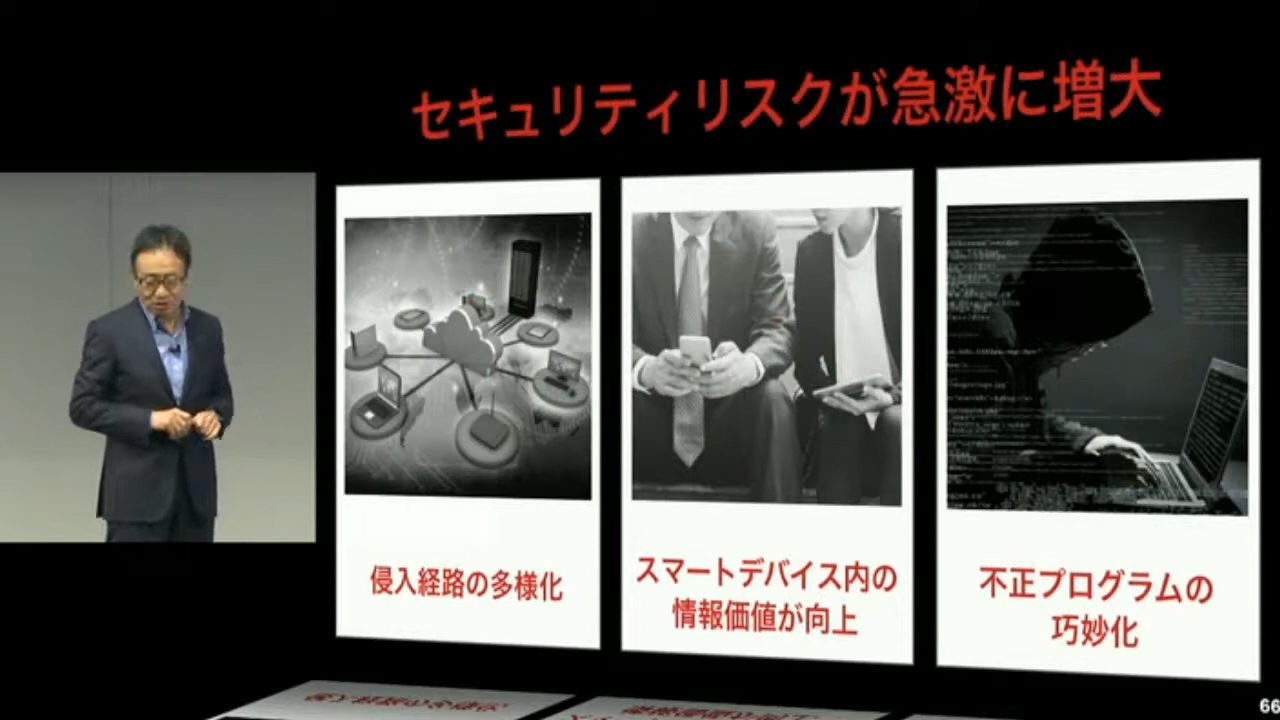 セキュリティリスクが急激に増大
侵入経路の多様化
スマートデバイス内の
情報価値が向上
不正プログラムの
巧妙化
66